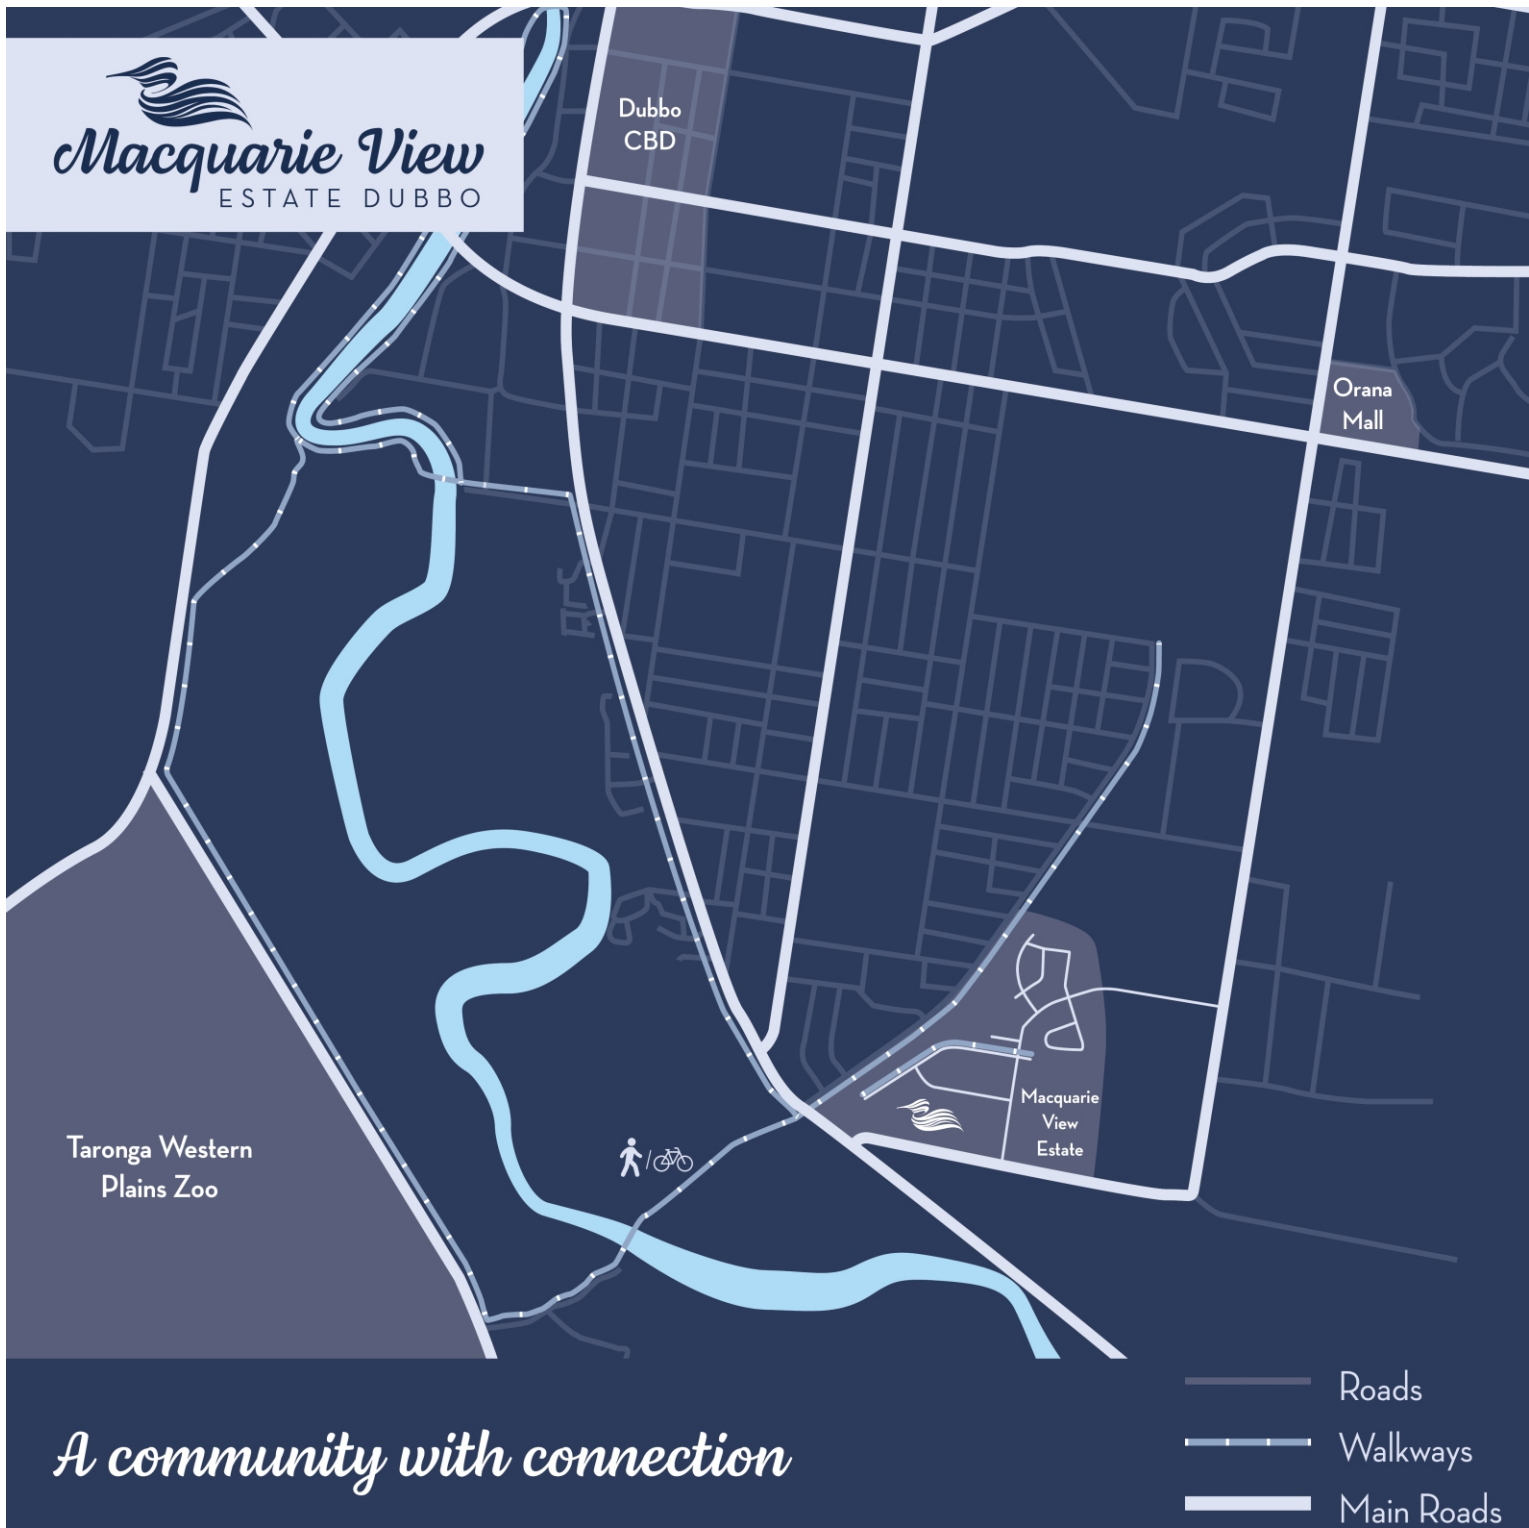 Macquarie View
ESTATE DUBBO
Dubbo
CBD
Orana
Mall
Macquarie
View
Estate
Taronga Western
Plains Zoo
/
A community with connection
Roads
Walkways
Main Roads